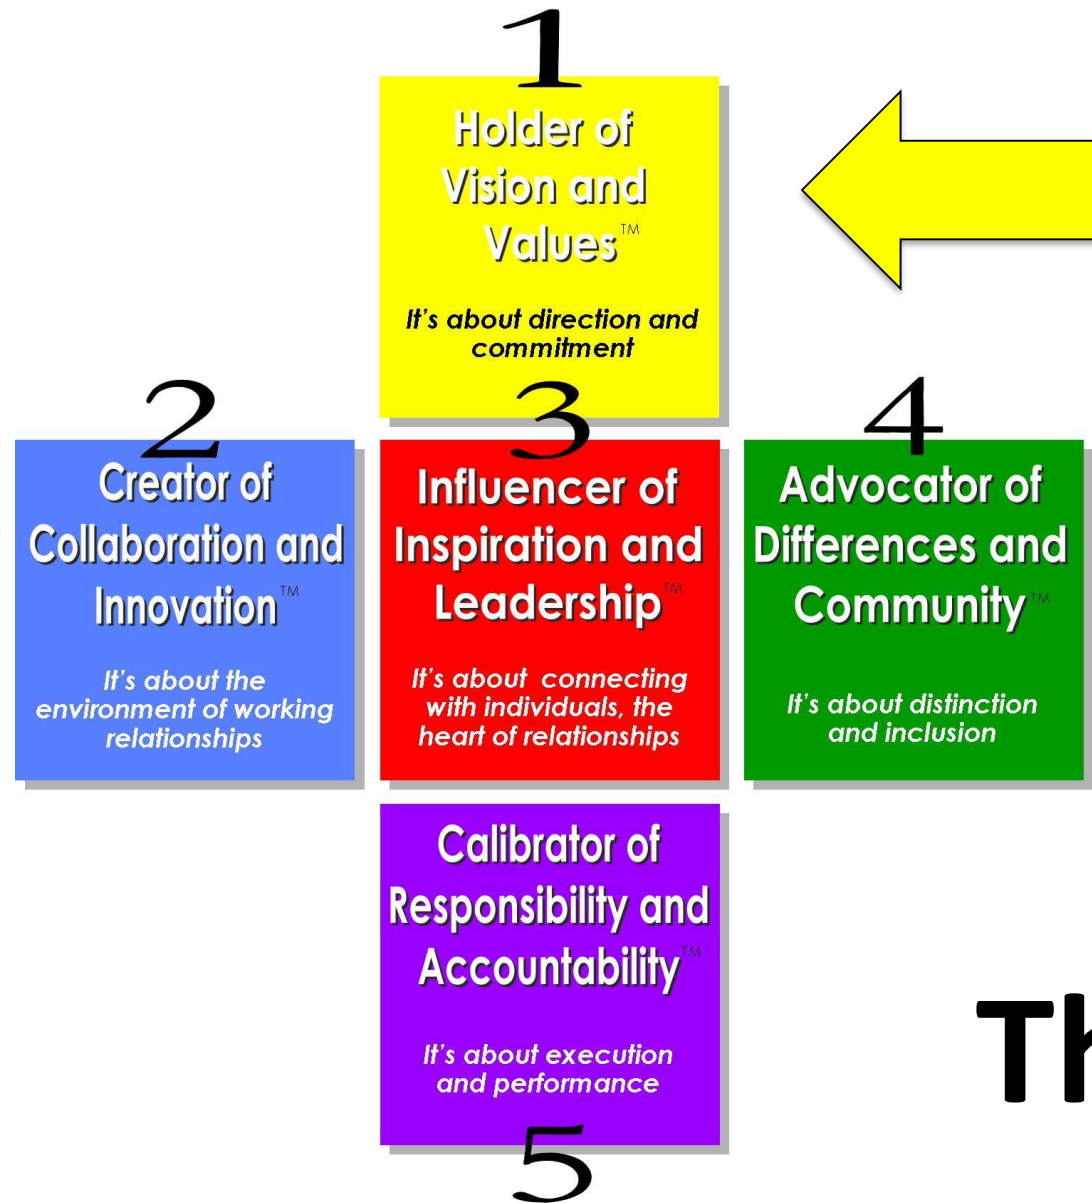 1
Holder of
Vision and
Values™
It's about direction and
commitment
2
Creator of
Collaboration and
Innovation™
It's about the
environment of working
relationships
3
Influencer of
Inspiration and
Leadership™
It's about connecting
with individuals, the
heart of relationships
4
Advocator of
Differences and
Community™
It's about distinction
and inclusion
Calibrator of
Responsibility and
Accountability™
It's about execution
and performance
5